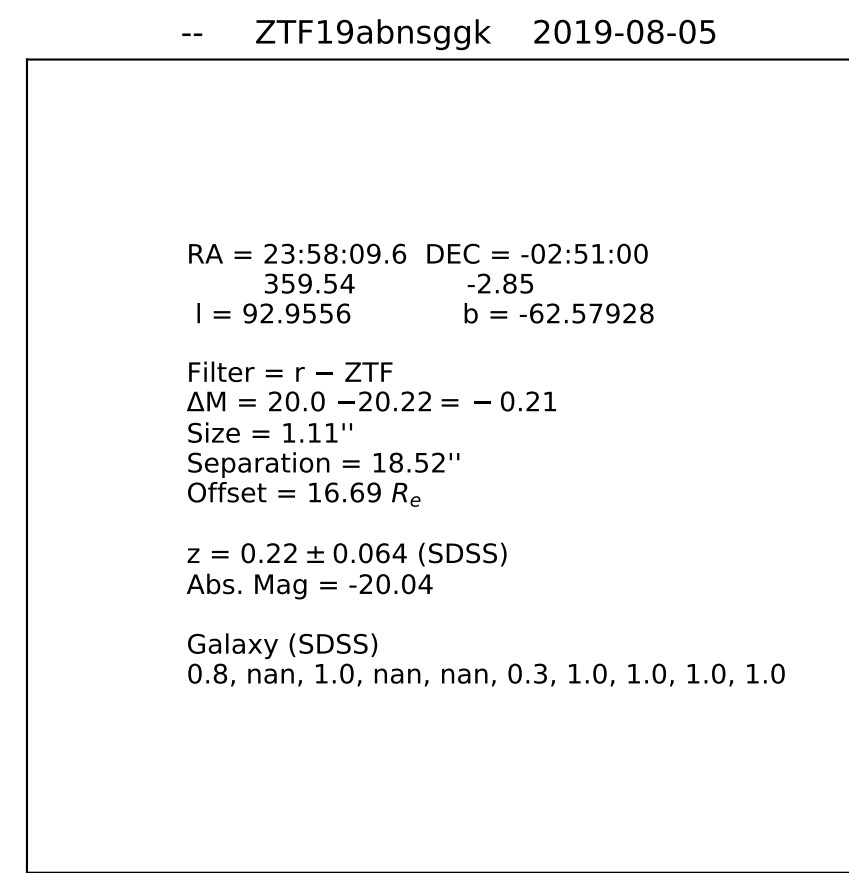 -- ZTF19abnsggk 2019-08-05
RA = 23:58:09.6 DEC = -02:51:00
359.54 -2.85
l = 92.9556 b = -62.57928
Filter = r − ZTF
ΔM = 20.0 −20.22 = − 0.21
Size = 1.11''
Separation = 18.52''
Offset = 16.69 Rₑ
z = 0.22 ± 0.064 (SDSS)
Abs. Mag = -20.04
Galaxy (SDSS)
0.8, nan, 1.0, nan, nan, 0.3, 1.0, 1.0, 1.0, 1.0